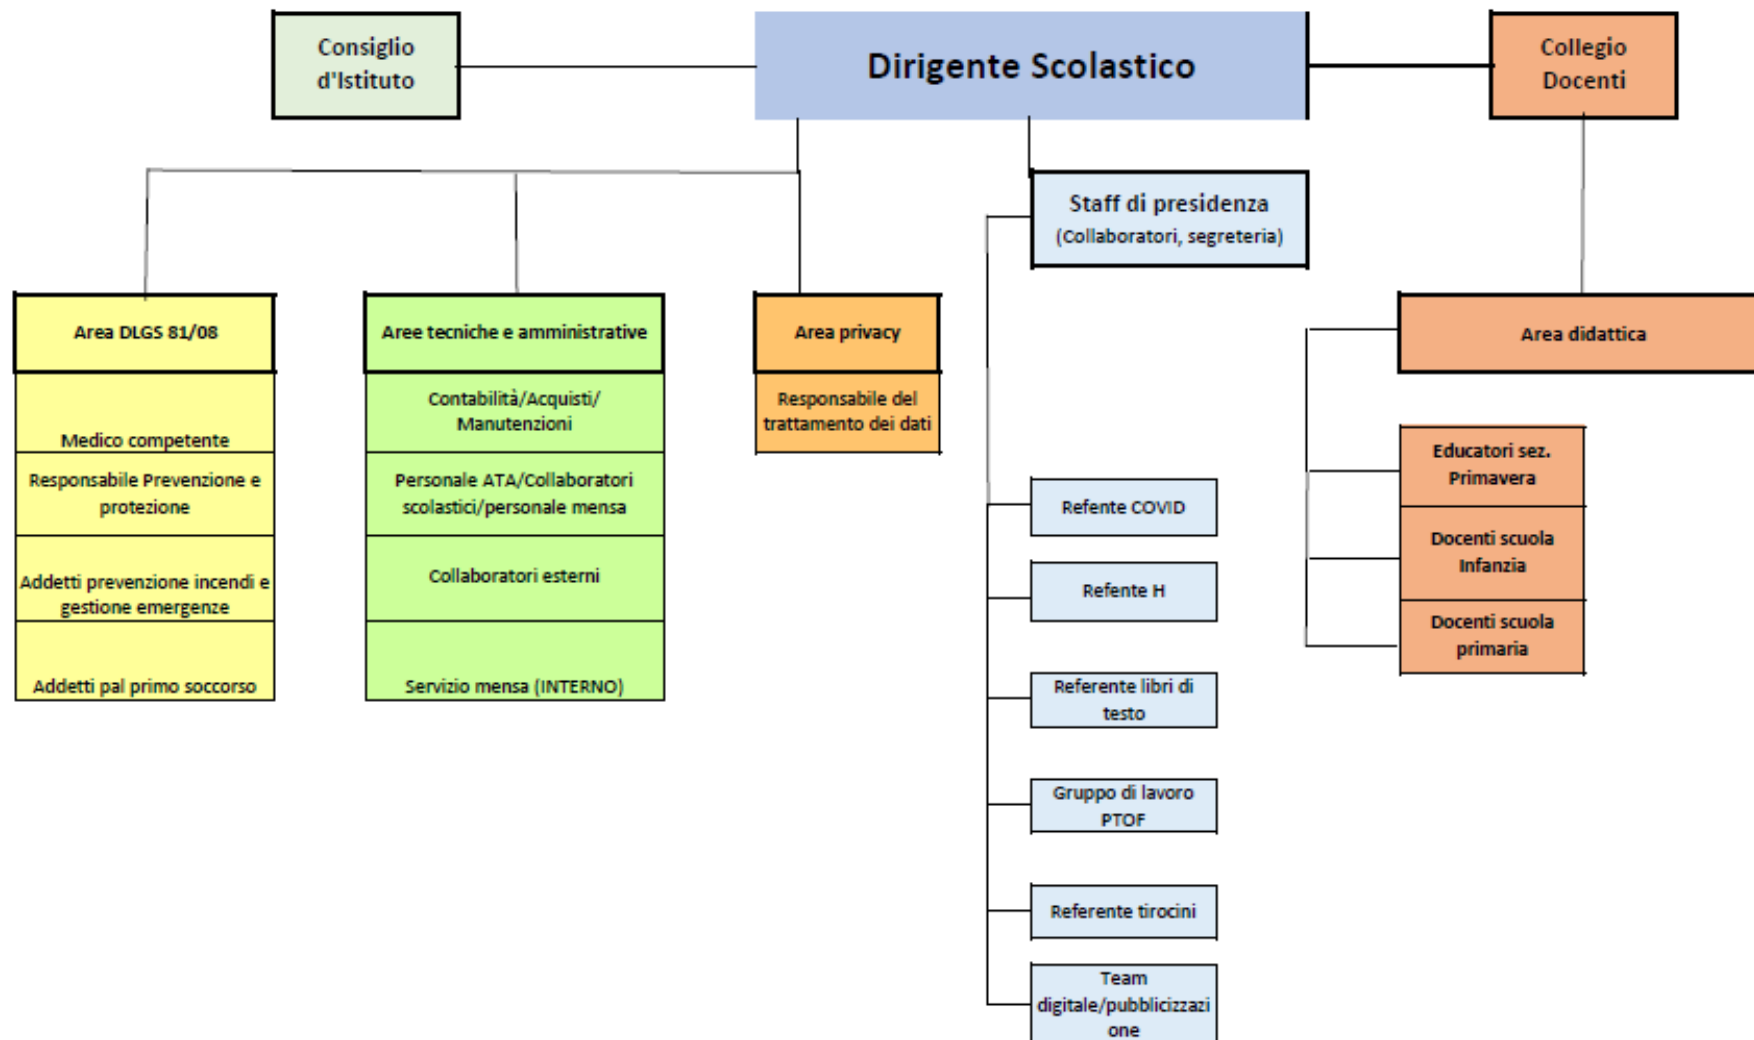 Consiglio
d'Istituto
Dirigente Scolastico
Collegio
Docenti
Staff di presidenza
(Collaboratori, segreteria)
Area DLGS 81/08
Medico competente
Responsabile Prevenzione e
protezione
Addetti prevenzione incendi e
gestione emergenze
Addetti pal primo soccorso
Aree tecniche e amministrative
Contabilità/Acquisti/
Manutenzioni
Personale ATA/Collaboratori
scolastici/personale mensa
Collaboratori esterni
Servizio mensa (INTERNO)
Area privacy
Responsabile del
trattamento dei dati
Refente COVID
Refente H
Referente libri di
testo
Gruppo di lavoro
PTOF
Referente tirocini
Team
digitale/pubblicizzazi
one
Area didattica
Educatori sez.
Primavera
Docenti scuola
Infanzia
Docenti scuola
primaria